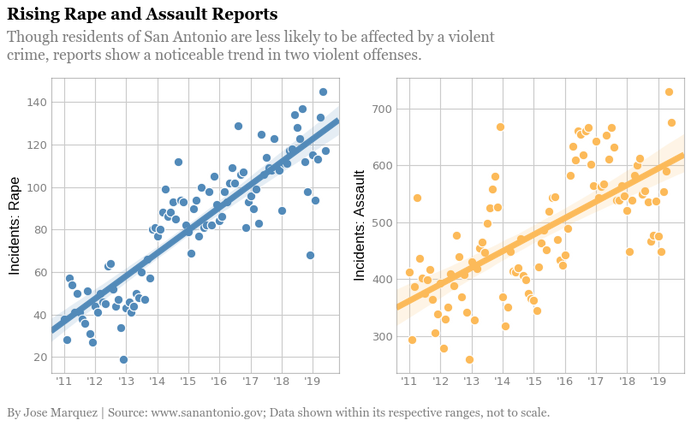 Rising Rape and Assault Reports
Though residents of San Antonio are less likely to be affected by a violent
crime, reports show a noticeable trend in two violent offenses.
Incidents: Rape
140
120
100
80
60
40
20
'11 '12 '13 '14 '15 '16 '17 '18 '19
Incidents: Assault
700
600
500
400
300
'11 '12 '13 '14 '15 '16 '17 '18 '19
By Jose Marquez | Source: www.sanantonio.gov; Data shown within its respective ranges, not to scale.